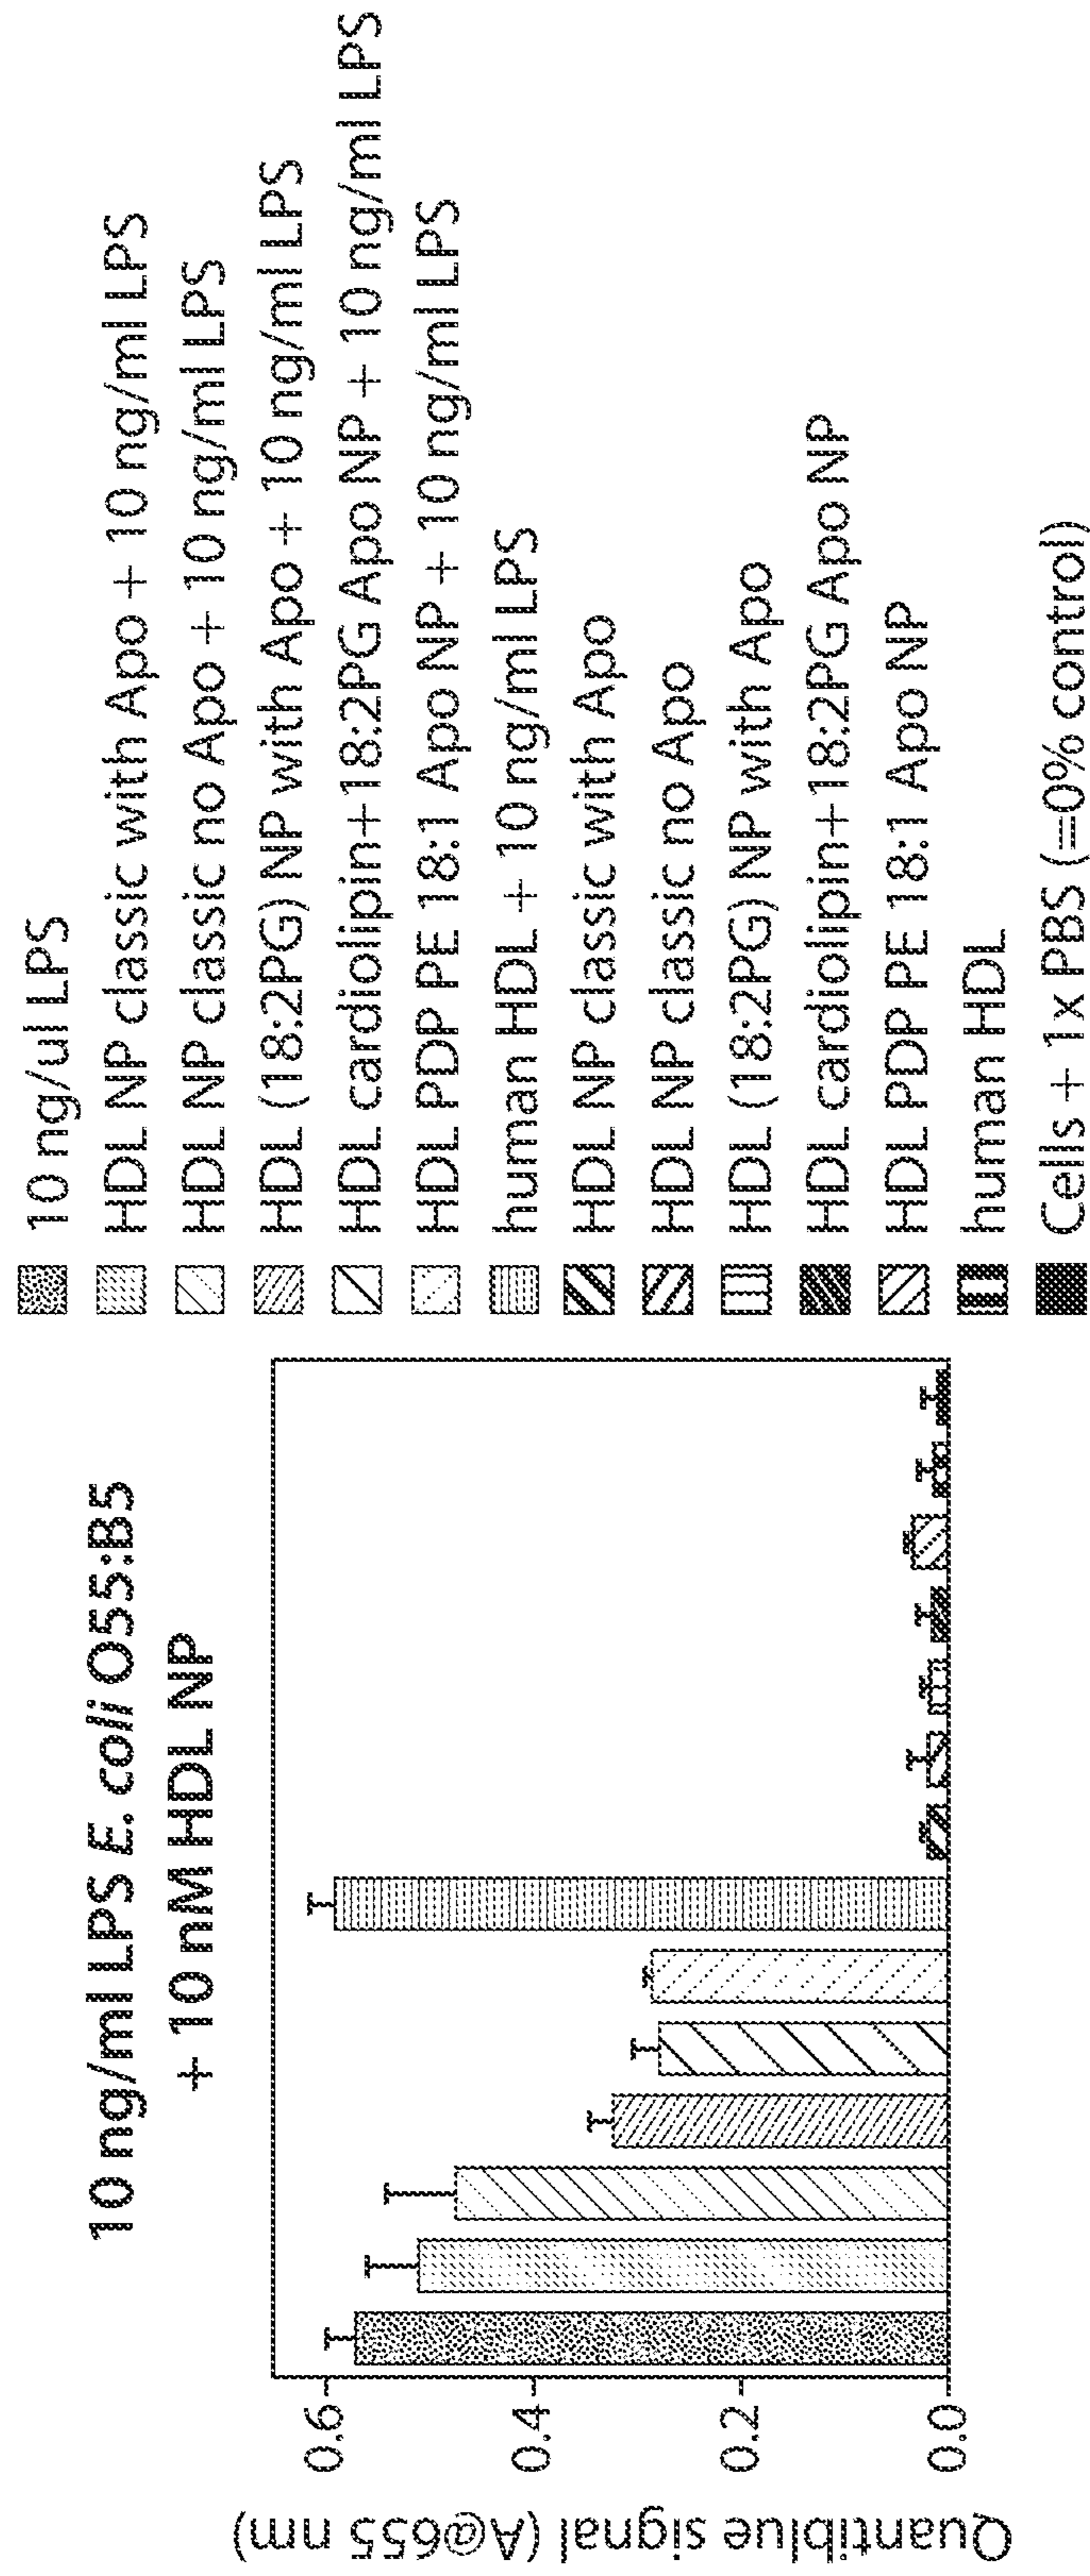 10 ng/ml LPS E. coli O55:B5
+ 10 nM HDL NP
Quantiblue signal (A@655 nm)
0.6
0.4
0.2
0.0
10 ng/ul LPS
HDL NP classic with Apo + 10 ng/ml LPS
HDL NP classic no Apo + 10 ng/ml LPS
HDL (18:2PG) NP with Apo + 10 ng/ml LPS
HDL cardiolipin+18:2PG Apo NP + 10 ng/ml LPS
HDL PDP PE 18:1 Apo NP + 10 ng/ml LPS
human HDL + 10 ng/ml LPS
HDL NP classic with Apo
HDL NP classic no Apo
HDL (18:2PG) NP with Apo
HDL cardiolipin+18:2PG Apo NP
HDL PDP PE 18:1 Apo NP
human HDL
Cells + 1x PBS (=0% control)